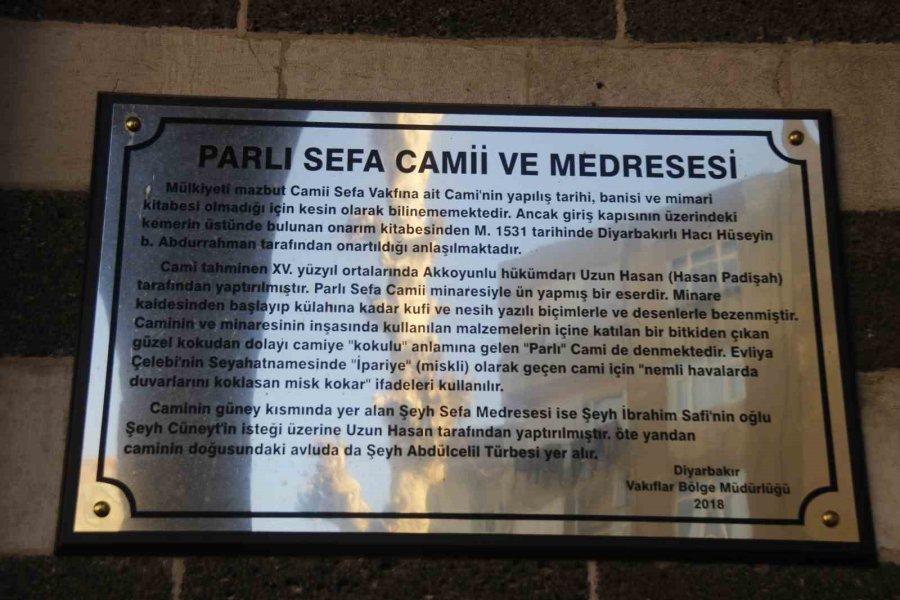 PARLI SEFA CAMİİ VE MEDRESESİ
Mülkiyeti mazbut Camii Sefa Vakfına ait Cami'nin yapılış tarihi, banisi ve mimari
kitabesi olmadığı için kesin olarak bilinememektedir. Ancak giriş kapısının üzerindeki
kemerin üstünde bulunan onarım kitabesinden M. 1531 tarihinde Diyarbakırlı Hacı Hüseyin
b. Abdurrahman tarafından onartıldığı anlaşılmaktadır.
Cami tahminen XV. yüzyıl ortalarında Akkoyunlu hükümdarı Uzun Hasan (Hasan Padişah)
tarafından yaptırılmıştır. Parlı Sefa Camii minaresiyle ün yapmış bir eserdir. Minare
kaidesinden başlayıp külahına kadar kufi ve nesih yazılı biçimlerle ve desenlerle bezenmiştir.
Caminin ve minaresinin inşasında kullanılan malzemelerin içine katılan bir bitkiden çıkan
güzel kokudan dolayı camiye "kokulu" anlamına gelen "Parlı" Cami de denmektedir. Evliya
Çelebi'nin Seyahatnamesinde "İpariye" (miskli) olarak geçen cami için "nemli havalarda
duvarlarını koklasan misk kokar" ifadeleri kullanılır.
Caminin güney kısmında yer alan Şeyh Sefa Medresesi ise Şeyh İbrahim Safi'nin oğlu
Şeyh Cüneyt'in isteği üzerine Uzun Hasan tarafından yaptırılmıştır. öte yandan
caminin doğusundaki avluda da Şeyh Abdülcelil Türbesi yer alır.
Diyarbakır
Vakıflar Bölge Müdürlüğü
2018